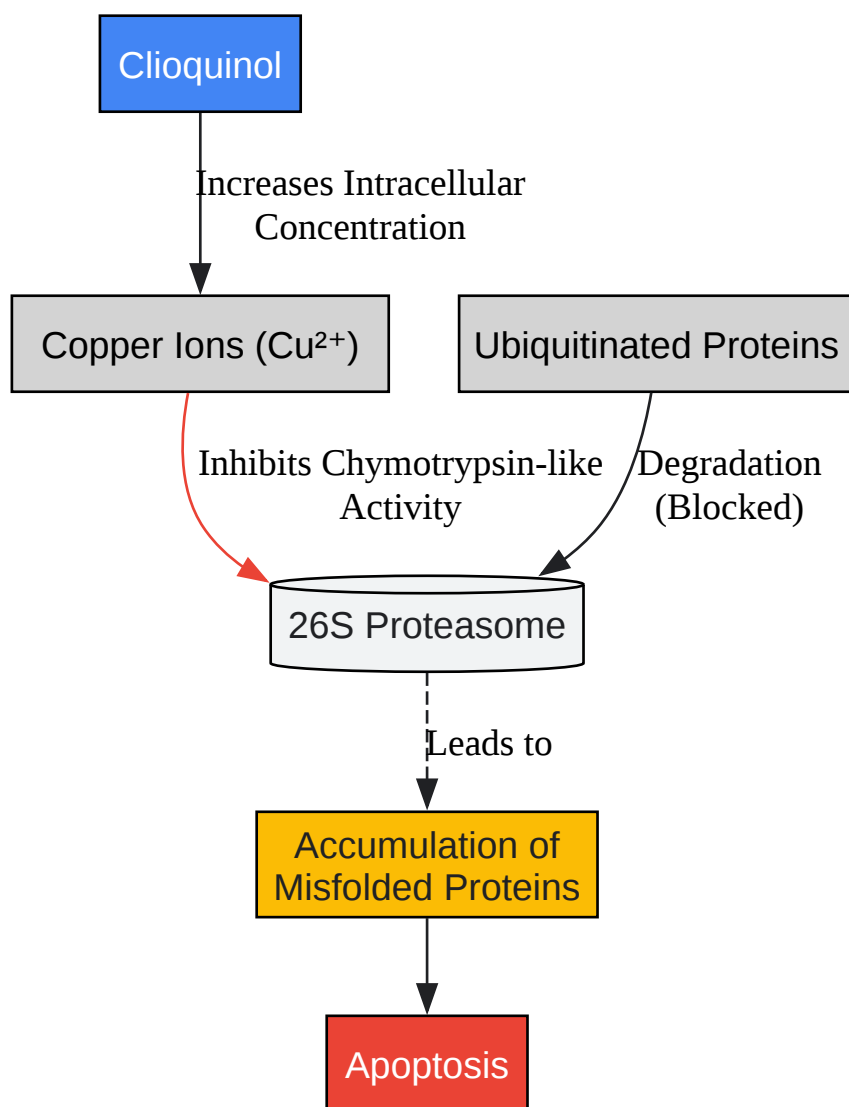 Clioquinol
Increases Intracellular
Concentration
Copper Ions (Cu²⁺)
Ubiquitinated Proteins
Inhibits Chymotrypsin-like
Activity
Degradation
(Blocked)
26S Proteasome
Leads to
Accumulation of
Misfolded Proteins
Apoptosis